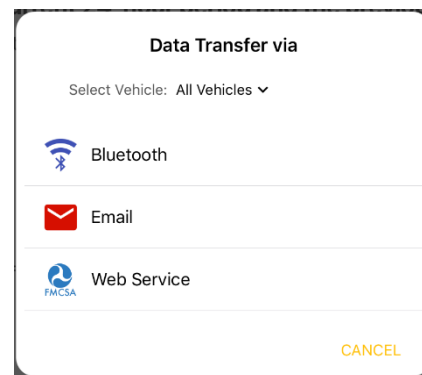 Data Transfer via
Select Vehicle: All Vehicles
Bluetooth
Email
FMCSA
Web Service
CANCEL